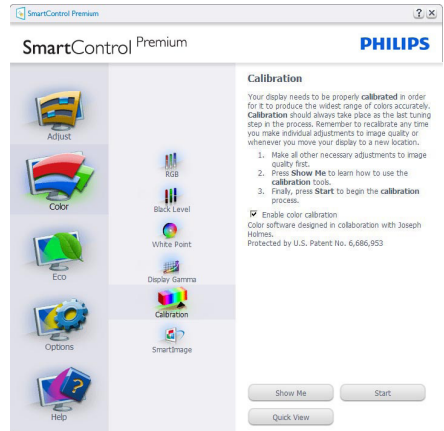 SmartControl Premium
SmartControl Premium
PHILIPS
Adjust
Color
Eco
Options
Help
RGB
Black Level
White Point
Display Gamma
Calibration
SmartImage
Calibration
Your display needs to be properly calibrated in order
for it to produce the widest range of colors accurately.
Calibration should always take place as the last tuning
step in the process. Remember to recalibrate any time
you make individual adjustments to image quality or
whenever you move your display to a new location.
1. Make all other necessary adjustments to image
quality first.
2. Press Show Me to learn how to use the
calibration tools.
3. Finally, press Start to begin the calibration
process.
Enable color calibration
Color software designed in collaboration with Joseph
Holmes.
Protected by U.S. Patent No. 6,686,953
Show Me
Start
Quick View